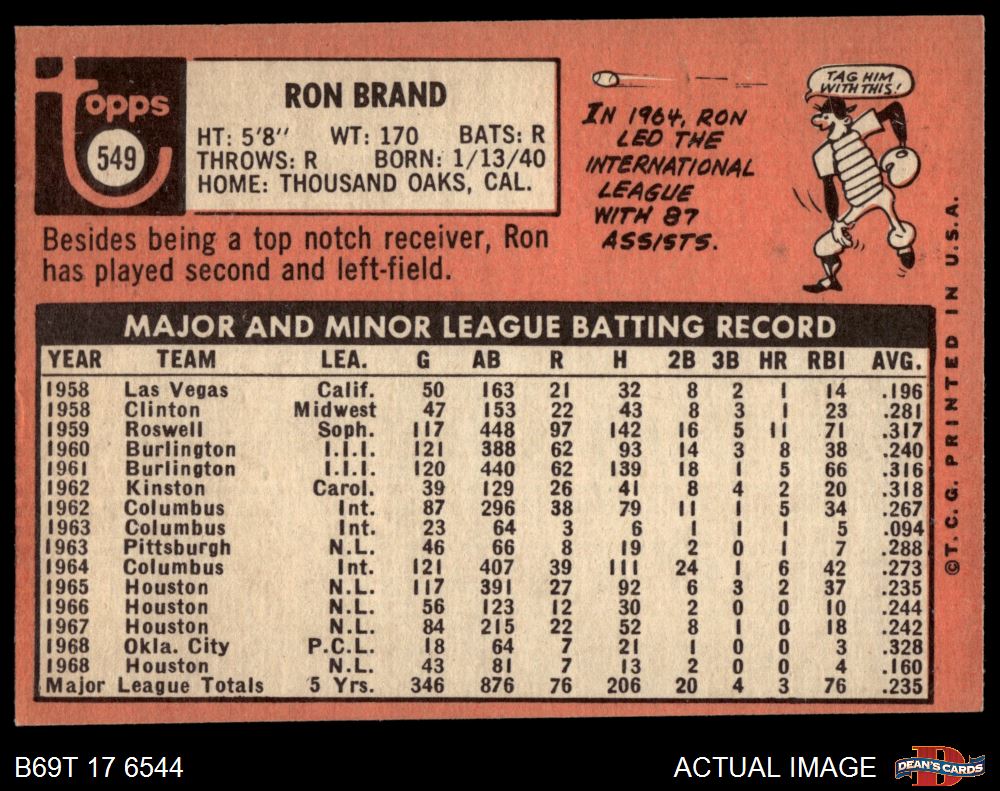 Topps
549
RON BRAND
HT: 5'8" WT: 170 BATS: R
THROWS: R BORN: 1/13/40
HOME: THOUSAND OAKS, CAL.
Besides being a top notch receiver, Ron
has played second and left-field.
IN 1964, RON
LED THE
INTERNATIONAL
LEAGUE
WITH 87
ASSISTS.
TAG HIM
WITH THIS!
MAJOR AND MINOR LEAGUE BATTING RECORD
YEAR TEAM LEA. G AB R H 2B 3B HR RBI AVG.
1958 Las Vegas Calif. 50 163 21 32 8 2 1 14 .196
1958 Clinton Midwest 47 153 22 43 8 3 1 23 .281
1959 Roswell Soph. 117 448 97 142 16 5 11 71 .317
1960 Burlington I.I.I. 121 388 62 93 14 3 8 38 .240
1961 Burlington I.I.I. 120 440 62 139 18 1 5 66 .316
1962 Kinston Carol. 39 129 26 41 8 4 2 20 .318
1962 Columbus Int. 87 296 38 79 11 1 5 34 .267
1963 Columbus Int. 23 64 3 6 1 1 1 5 .094
1963 Pittsburgh N.L. 46 66 8 19 2 0 1 7 .288
1964 Columbus Int. 121 407 39 111 24 1 6 42 .273
1965 Houston N.L. 117 391 27 92 6 3 2 37 .235
1966 Houston N.L. 56 123 12 30 2 0 0 10 .244
1967 Houston N.L. 84 215 22 52 8 1 0 18 .242
1968 Okla. City P.C.L. 18 64 7 21 1 0 0 3 .328
1968 Houston N.L. 43 81 7 13 2 0 0 4 .160
Major League Totals 5 Yrs. 346 876 76 206 20 4 3 76 .235
©T.C.G. PRINTED IN U.S.A.
B69T 17 6544
ACTUAL IMAGE
DEAN'S CARDS